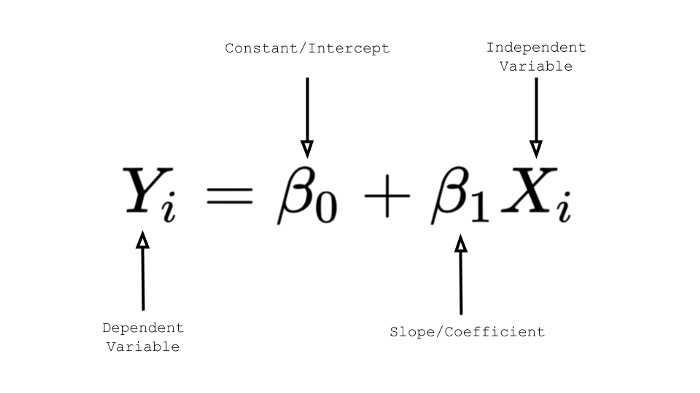 Constant/Intercept
Independent
Variable
Yᵢ = β₀ + β₁Xᵢ
Dependent
Variable
Slope/Coefficient